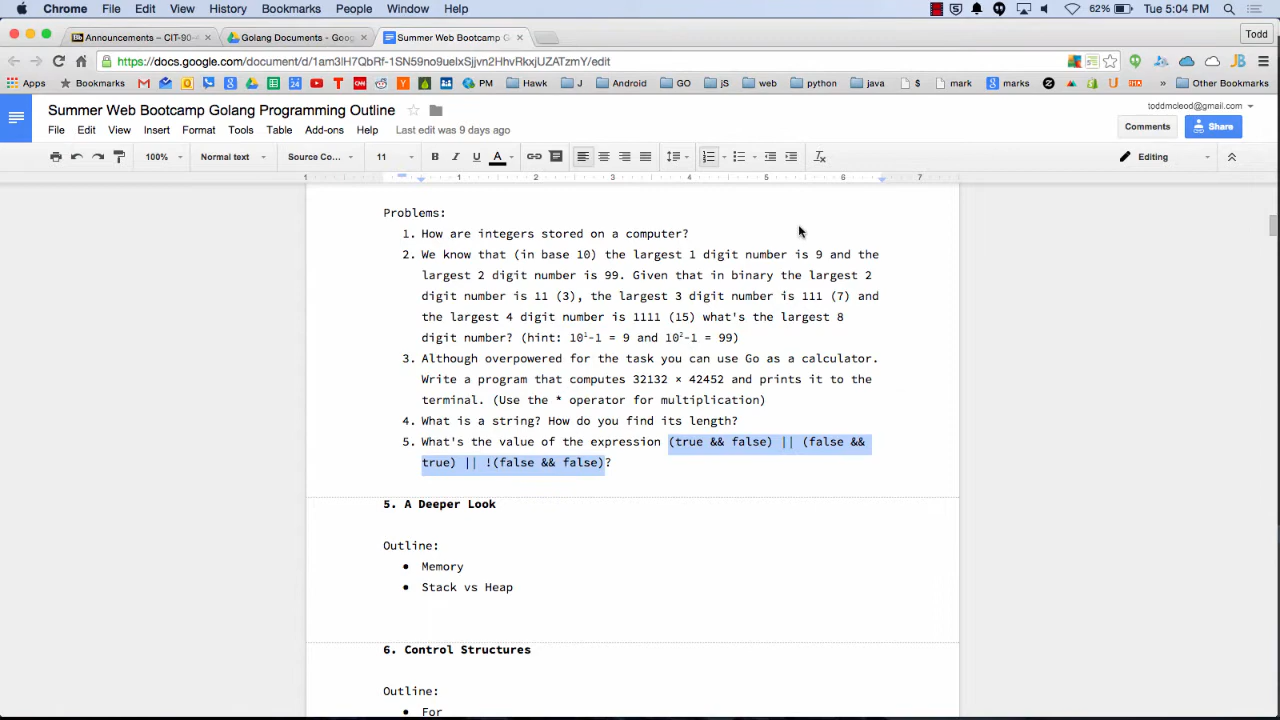 Chrome File Edit View History Bookmarks People Window Help 62% Tue 5:04 PM
Announcements – CIT-90- Golang Documents - Goog Summer Web Bootcamp G Todd
https://docs.google.com/document/d/
Apps Bookmarks PM Hawk J Android GO jS web python java $ mark marks Other Bookmarks
Summer Web Bootcamp Golang Programming Outline toddmcleod@gmail.com
File Edit View Insert Format Tools Table Add-ons Help Last edit was 9 days ago Comments Share
100% Normal text Source Co... 11 B I U A Editing
1 1 2 3 4 5 6 7
Problems:
1. How are integers stored on a computer?
2. We know that (in base 10) the largest 1 digit number is 9 and the
largest 2 digit number is 99. Given that in binary the largest 2
digit number is 11 (3), the largest 3 digit number is 111 (7) and
the largest 4 digit number is 1111 (15) what's the largest 8
digit number? (hint: 10¹-1 = 9 and 10²-1 = 99)
3. Although overpowered for the task you can use Go as a calculator.
Write a program that computes 32132 × 42452 and prints it to the
terminal. (Use the * operator for multiplication)
4. What is a string? How do you find its length?
5. What's the value of the expression (true && false) || (false &&
true) || !(false && false)?
5. A Deeper Look
Outline:
● Memory
● Stack vs Heap
6. Control Structures
Outline:
● For